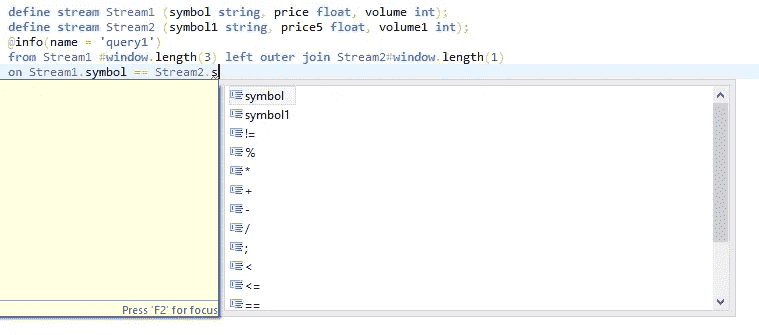 define stream Stream1 (symbol string, price float, volume int);
define stream Stream2 (symbol1 string, price5 float, volume1 int);
@info(name = 'query1')
from Stream1 #window.length(3) left outer join Stream2#window.length(1)
on Stream1.symbol == Stream2.s
symbol
symbol1
!=
%
*
+
-
/
;
<
<=
==
Press 'F2' for focus